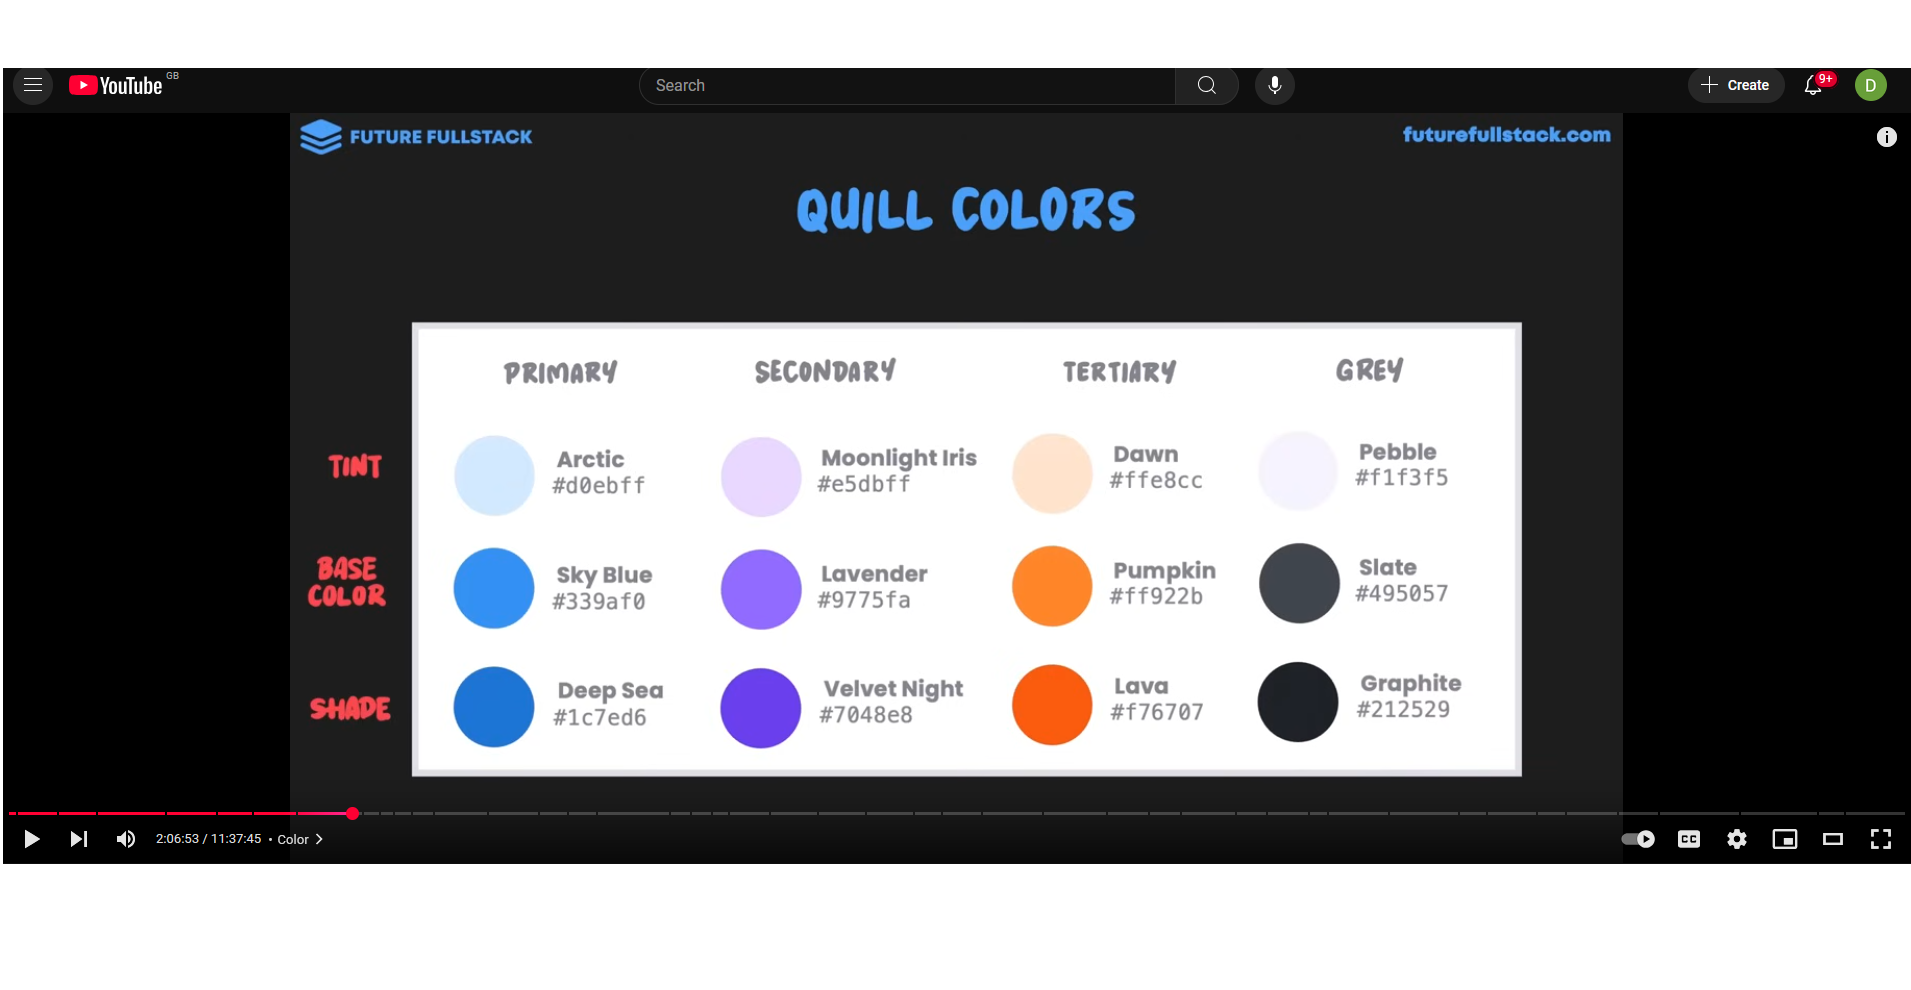 YouTube GB
Search
Create
9+
D
FUTURE FULLSTACK
futurefullstack.com
QUILL COLORS
PRIMARY SECONDARY TERTIARY GREY
TINT
Arctic
#d0ebff
Moonlight Iris
#e5dbff
Dawn
#ffe8cc
Pebble
#f1f3f5
BASE
COLOR
Sky Blue
#339af0
Lavender
#9775fa
Pumpkin
#ff922b
Slate
#495057
SHADE
Deep Sea
#1c7ed6
Velvet Night
#7048e8
Lava
#f76707
Graphite
#212529
2:06:53 / 11:37:45 • Color
CC